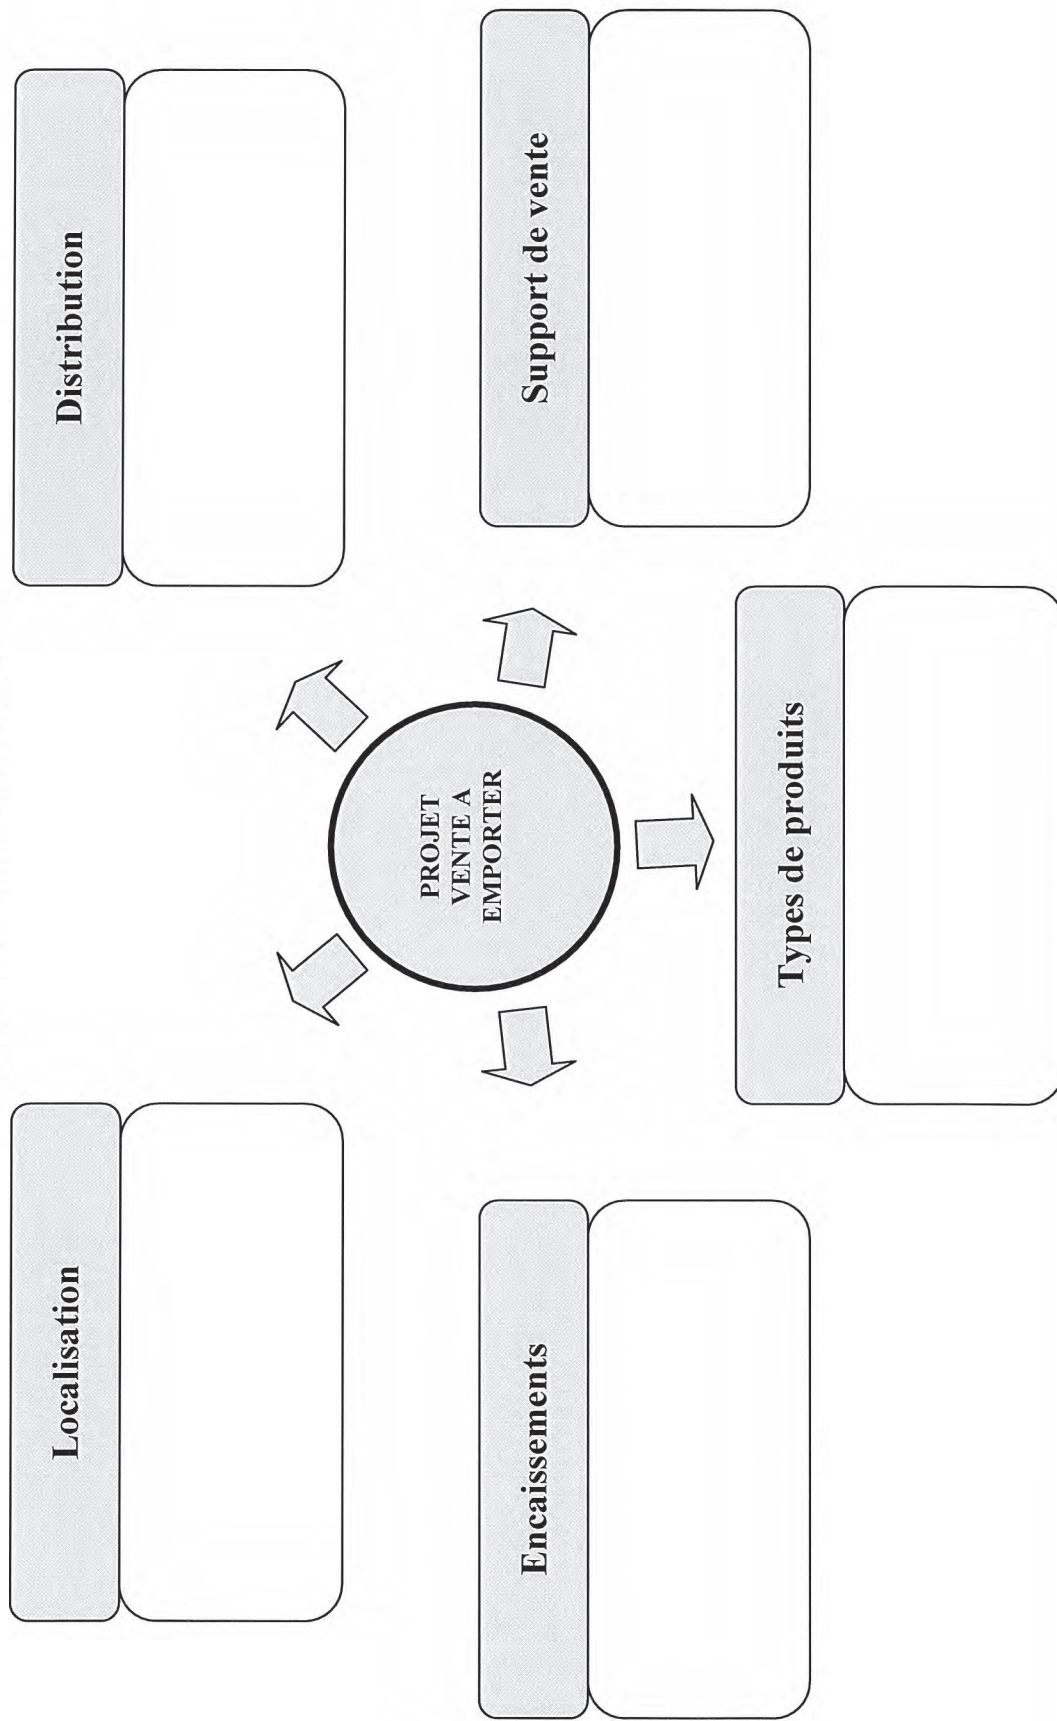 Localisation
Distribution
PROJET
VENTE A
EMPORTER
Encaissements
Support de vente
Types de produits